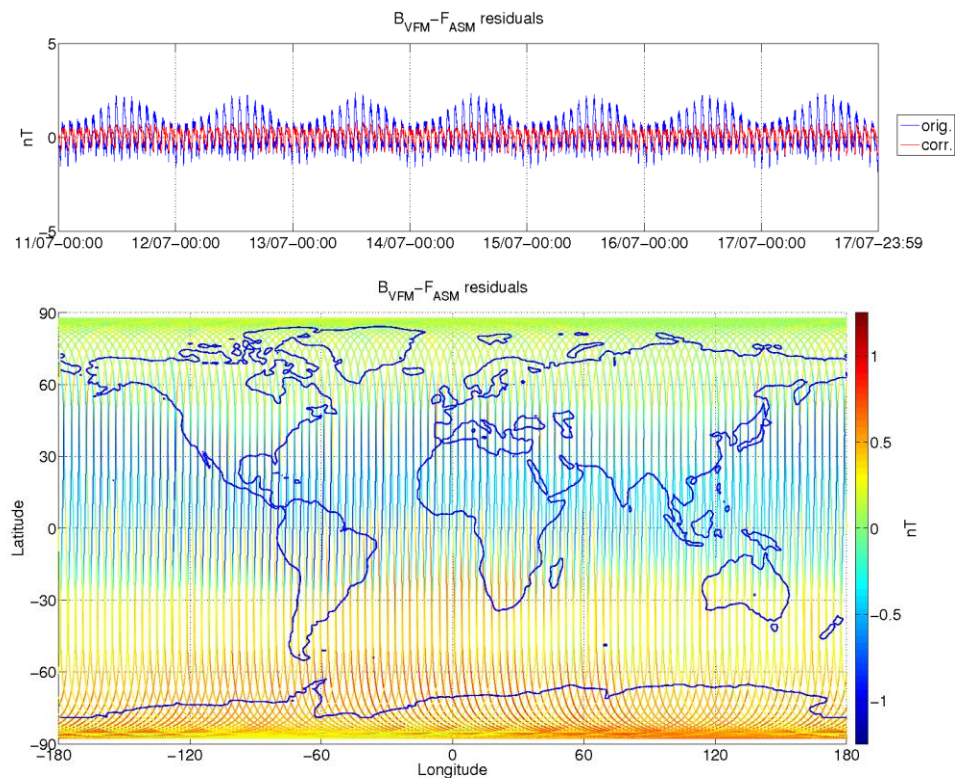 B_VFM−F_ASM residuals
5
0
−5
nT
11/07−00:00 12/07−00:00 13/07−00:00 14/07−00:00 15/07−00:00 16/07−00:00 17/07−00:00 17/07−23:59
orig.
corr.
B_VFM−F_ASM residuals
90
60
30
0
−30
−60
−90
Latitude
−180 −120 −60 0 60 120 180
Longitude
1
0.5
0
−0.5
−1
nT